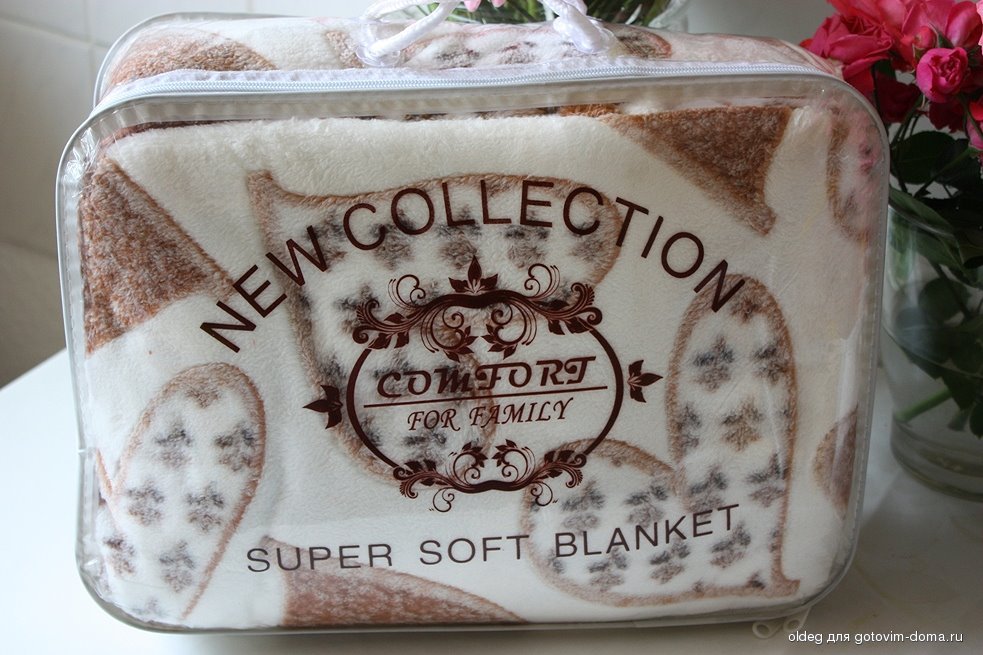 NEW COLLECTION
COMFORT
FOR FAMILY
SUPER SOFT BLANKET
oldeg для gotovim-doma.ru